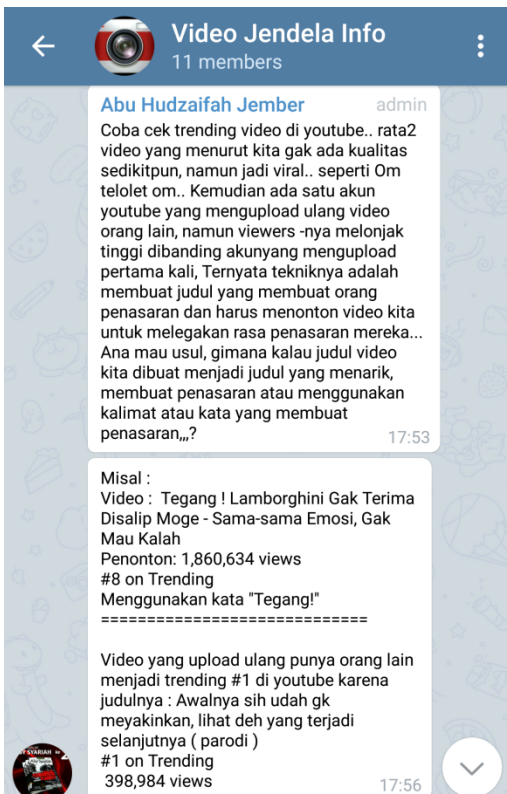 Video Jendela Info
11 members
Abu Hudzaifah Jember admin
Coba cek trending video di youtube.. rata2
video yang menurut kita gak ada kualitas
sedikitpun, namun jadi viral.. seperti Om
telolet om.. Kemudian ada satu akun
youtube yang mengupload ulang video
orang lain, namun viewers -nya melonjak
tinggi dibanding akunyang mengupload
pertama kali, Ternyata tekniknya adalah
membuat judul yang membuat orang
penasaran dan harus menonton video kita
untuk melegakan rasa penasaran mereka...
Ana mau usul, gimana kalau judul video
kita dibuat menjadi judul yang menarik,
membuat penasaran atau menggunakan
kalimat atau kata yang membuat
penasaran,,,?
17:53
Misal :
Video : Tegang ! Lamborghini Gak Terima
Disalip Moge - Sama-sama Emosi, Gak
Mau Kalah
Penonton: 1,860,634 views
#8 on Trending
Menggunakan kata "Tegang!"
=============================
Video yang upload ulang punya orang lain
menjadi trending #1 di youtube karena
judulnya : Awalnya sih udah gk
meyakinkan, lihat deh yang terjadi
selanjutnya ( parodi )
#1 on Trending
398,984 views
17:56
SYARIAH